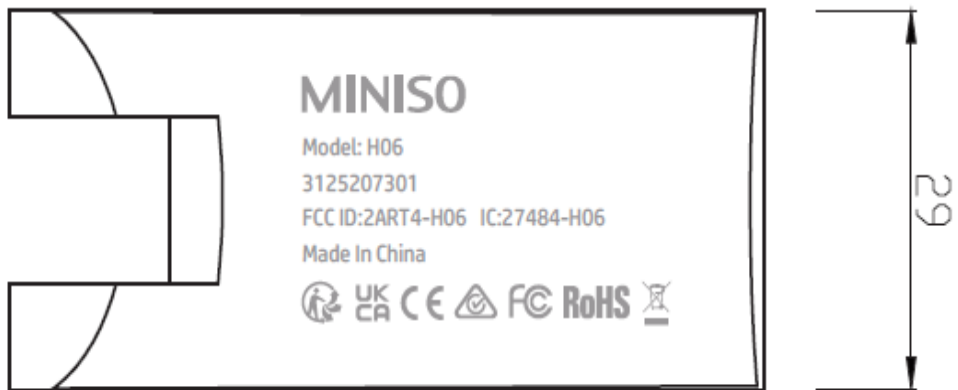 MINISO
Model: H06
3125207301
FCC ID:2ART4-H06 IC:27484-H06
Made In China
UK CA CE FC RoHS
29